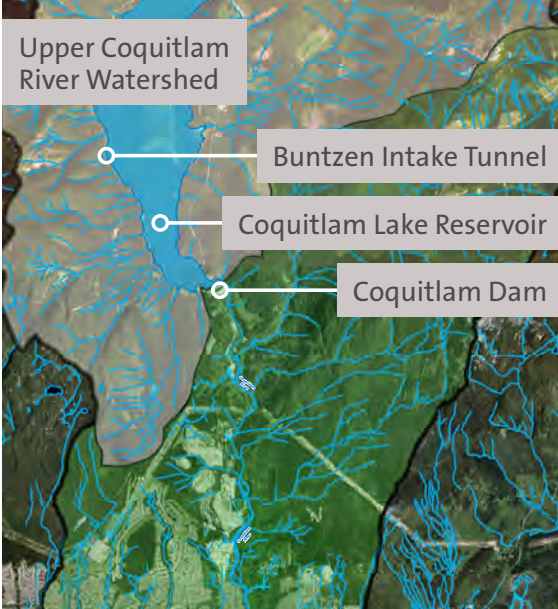 Upper Coquitlam
River Watershed
Buntzen Intake Tunnel
Coquitlam Lake Reservoir
Coquitlam Dam